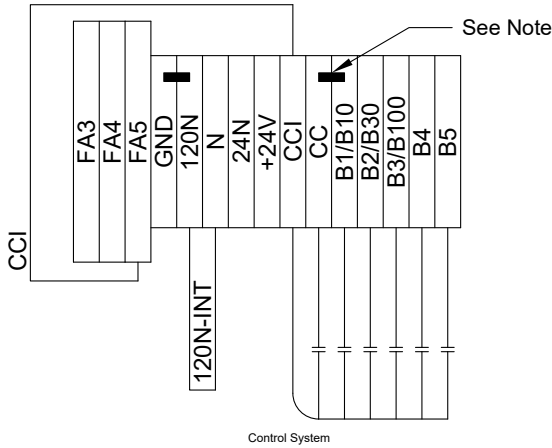 See Note
FA3
FA4
FA5
GND
120N
N
24N
+24V
CCI
CC
B1/B10
B2/B30
B3/B100
B4
B5
CCI
120N-INT
Control System